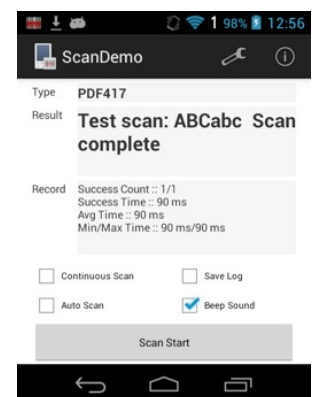 1 98% 12:56
ScanDemo
Type PDF417
Result Test scan: ABCabc  Scan
complete
Record Success Count :: 1/1
Success Time :: 90 ms
Avg Time :: 90 ms
Min/Max Time :: 90 ms/90 ms
Continuous Scan Save Log
Auto Scan Beep Sound
Scan Start